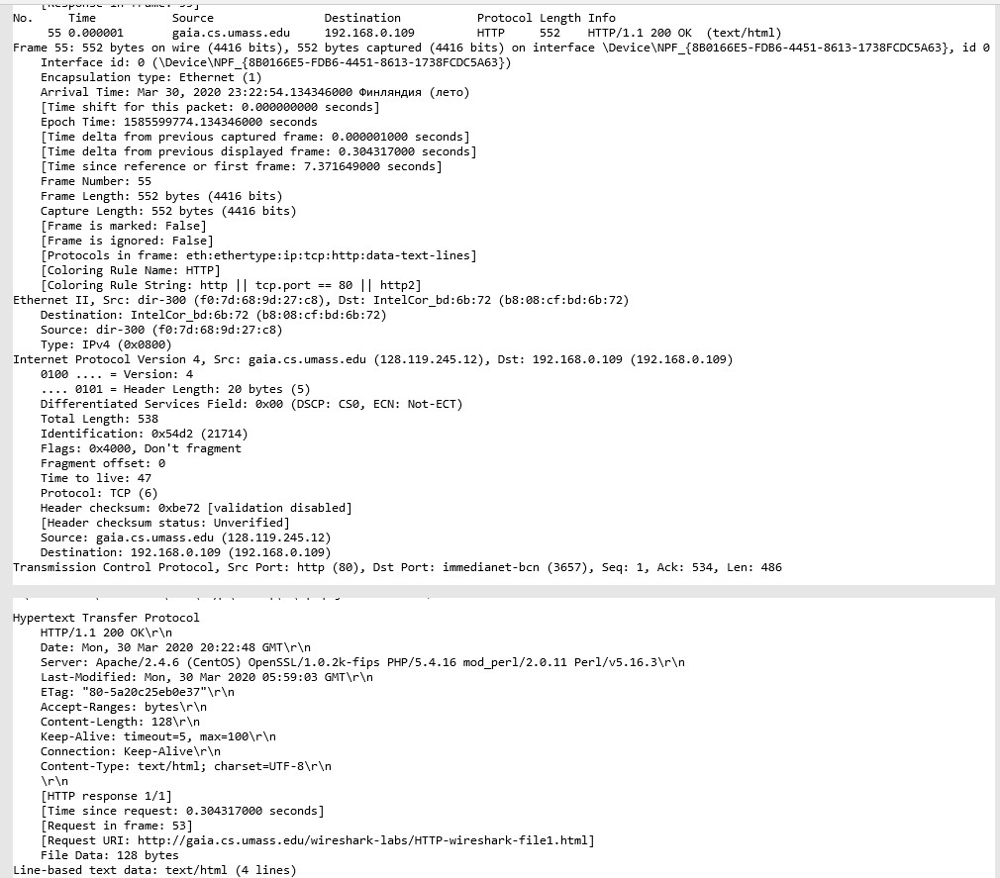 No. Time Source Destination Protocol Length Info
55 0.000001 gaia.cs.umass.edu 192.168.0.109 HTTP 552 HTTP/1.1 200 OK (text/html)
Frame 55: 552 bytes on wire (4416 bits), 552 bytes captured (4416 bits) on interface \Device\NPF_{8B0166E5-FDB6-4451-8613-1738FCDC5A63}, id 0
Interface id: 0 (\Device\NPF_{8B0166E5-FDB6-4451-8613-1738FCDC5A63})
Encapsulation type: Ethernet (1)
Arrival Time: Mar 30, 2020 23:22:54.134346000 Финляндия (лето)
[Time shift for this packet: 0.000000000 seconds]
Epoch Time: 1585599774.134346000 seconds
[Time delta from previous captured frame: 0.000001000 seconds]
[Time delta from previous displayed frame: 0.304317000 seconds]
[Time since reference or first frame: 7.371649000 seconds]
Frame Number: 55
Frame Length: 552 bytes (4416 bits)
Capture Length: 552 bytes (4416 bits)
[Frame is marked: False]
[Frame is ignored: False]
[Protocols in frame: eth:ethertype:ip:tcp:http:data-text-lines]
[Coloring Rule Name: HTTP]
[Coloring Rule String: http || tcp.port == 80 || http2]
Ethernet II, Src: dir-300 (f0:7d:68:9d:27:c8), Dst: IntelCor_bd:6b:72 (b8:08:cf:bd:6b:72)
Destination: IntelCor_bd:6b:72 (b8:08:cf:bd:6b:72)
Source: dir-300 (f0:7d:68:9d:27:c8)
Type: IPv4 (0x0800)
Internet Protocol Version 4, Src: gaia.cs.umass.edu (128.119.245.12), Dst: 192.168.0.109 (192.168.0.109)
0100 .... = Version: 4
.... 0101 = Header Length: 20 bytes (5)
Differentiated Services Field: 0x00 (DSCP: CS0, ECN: Not-ECT)
Total Length: 538
Identification: 0x54d2 (21714)
Flags: 0x4000, Don't fragment
Fragment offset: 0
Time to live: 47
Protocol: TCP (6)
Header checksum: 0xbe72 [validation disabled]
[Header checksum status: Unverified]
Source: gaia.cs.umass.edu (128.119.245.12)
Destination: 192.168.0.109 (192.168.0.109)
Transmission Control Protocol, Src Port: http (80), Dst Port: immedianet-bcn (3657), Seq: 1, Ack: 534, Len: 486
Hypertext Transfer Protocol
HTTP/1.1 200 OK\r\n
Date: Mon, 30 Mar 2020 20:22:48 GMT\r\n
Server: Apache/2.4.6 (CentOS) OpenSSL/1.0.2k-fips PHP/5.4.16 mod_perl/2.0.11 Perl/v5.16.3\r\n
Last-Modified: Mon, 30 Mar 2020 05:59:03 GMT\r\n
ETag: "80-5a20c25eb0e37"\r\n
Accept-Ranges: bytes\r\n
Content-Length: 128\r\n
Keep-Alive: timeout=5, max=100\r\n
Connection: Keep-Alive\r\n
Content-Type: text/html; charset=UTF-8\r\n
\r\n
[HTTP response 1/1]
[Time since request: 0.304317000 seconds]
[Request in frame: 53]
[Request URI: http://gaia.cs.umass.edu/wireshark-labs/HTTP-wireshark-file1.html]
File Data: 128 bytes
Line-based text data: text/html (4 lines)